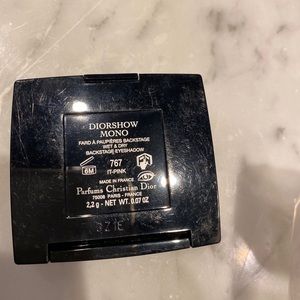 DIORSHOW
MONO
FARD À PAUPIÈRES BACKSTAGE
WET & DRY
BACKSTAGE EYESHADOW
6M
767
IT-PINK
MADE IN FRANCE
Parfums Christian Dior
75008 PARIS - FRANCE
2,2 g - NET WT. 0.07 OZ